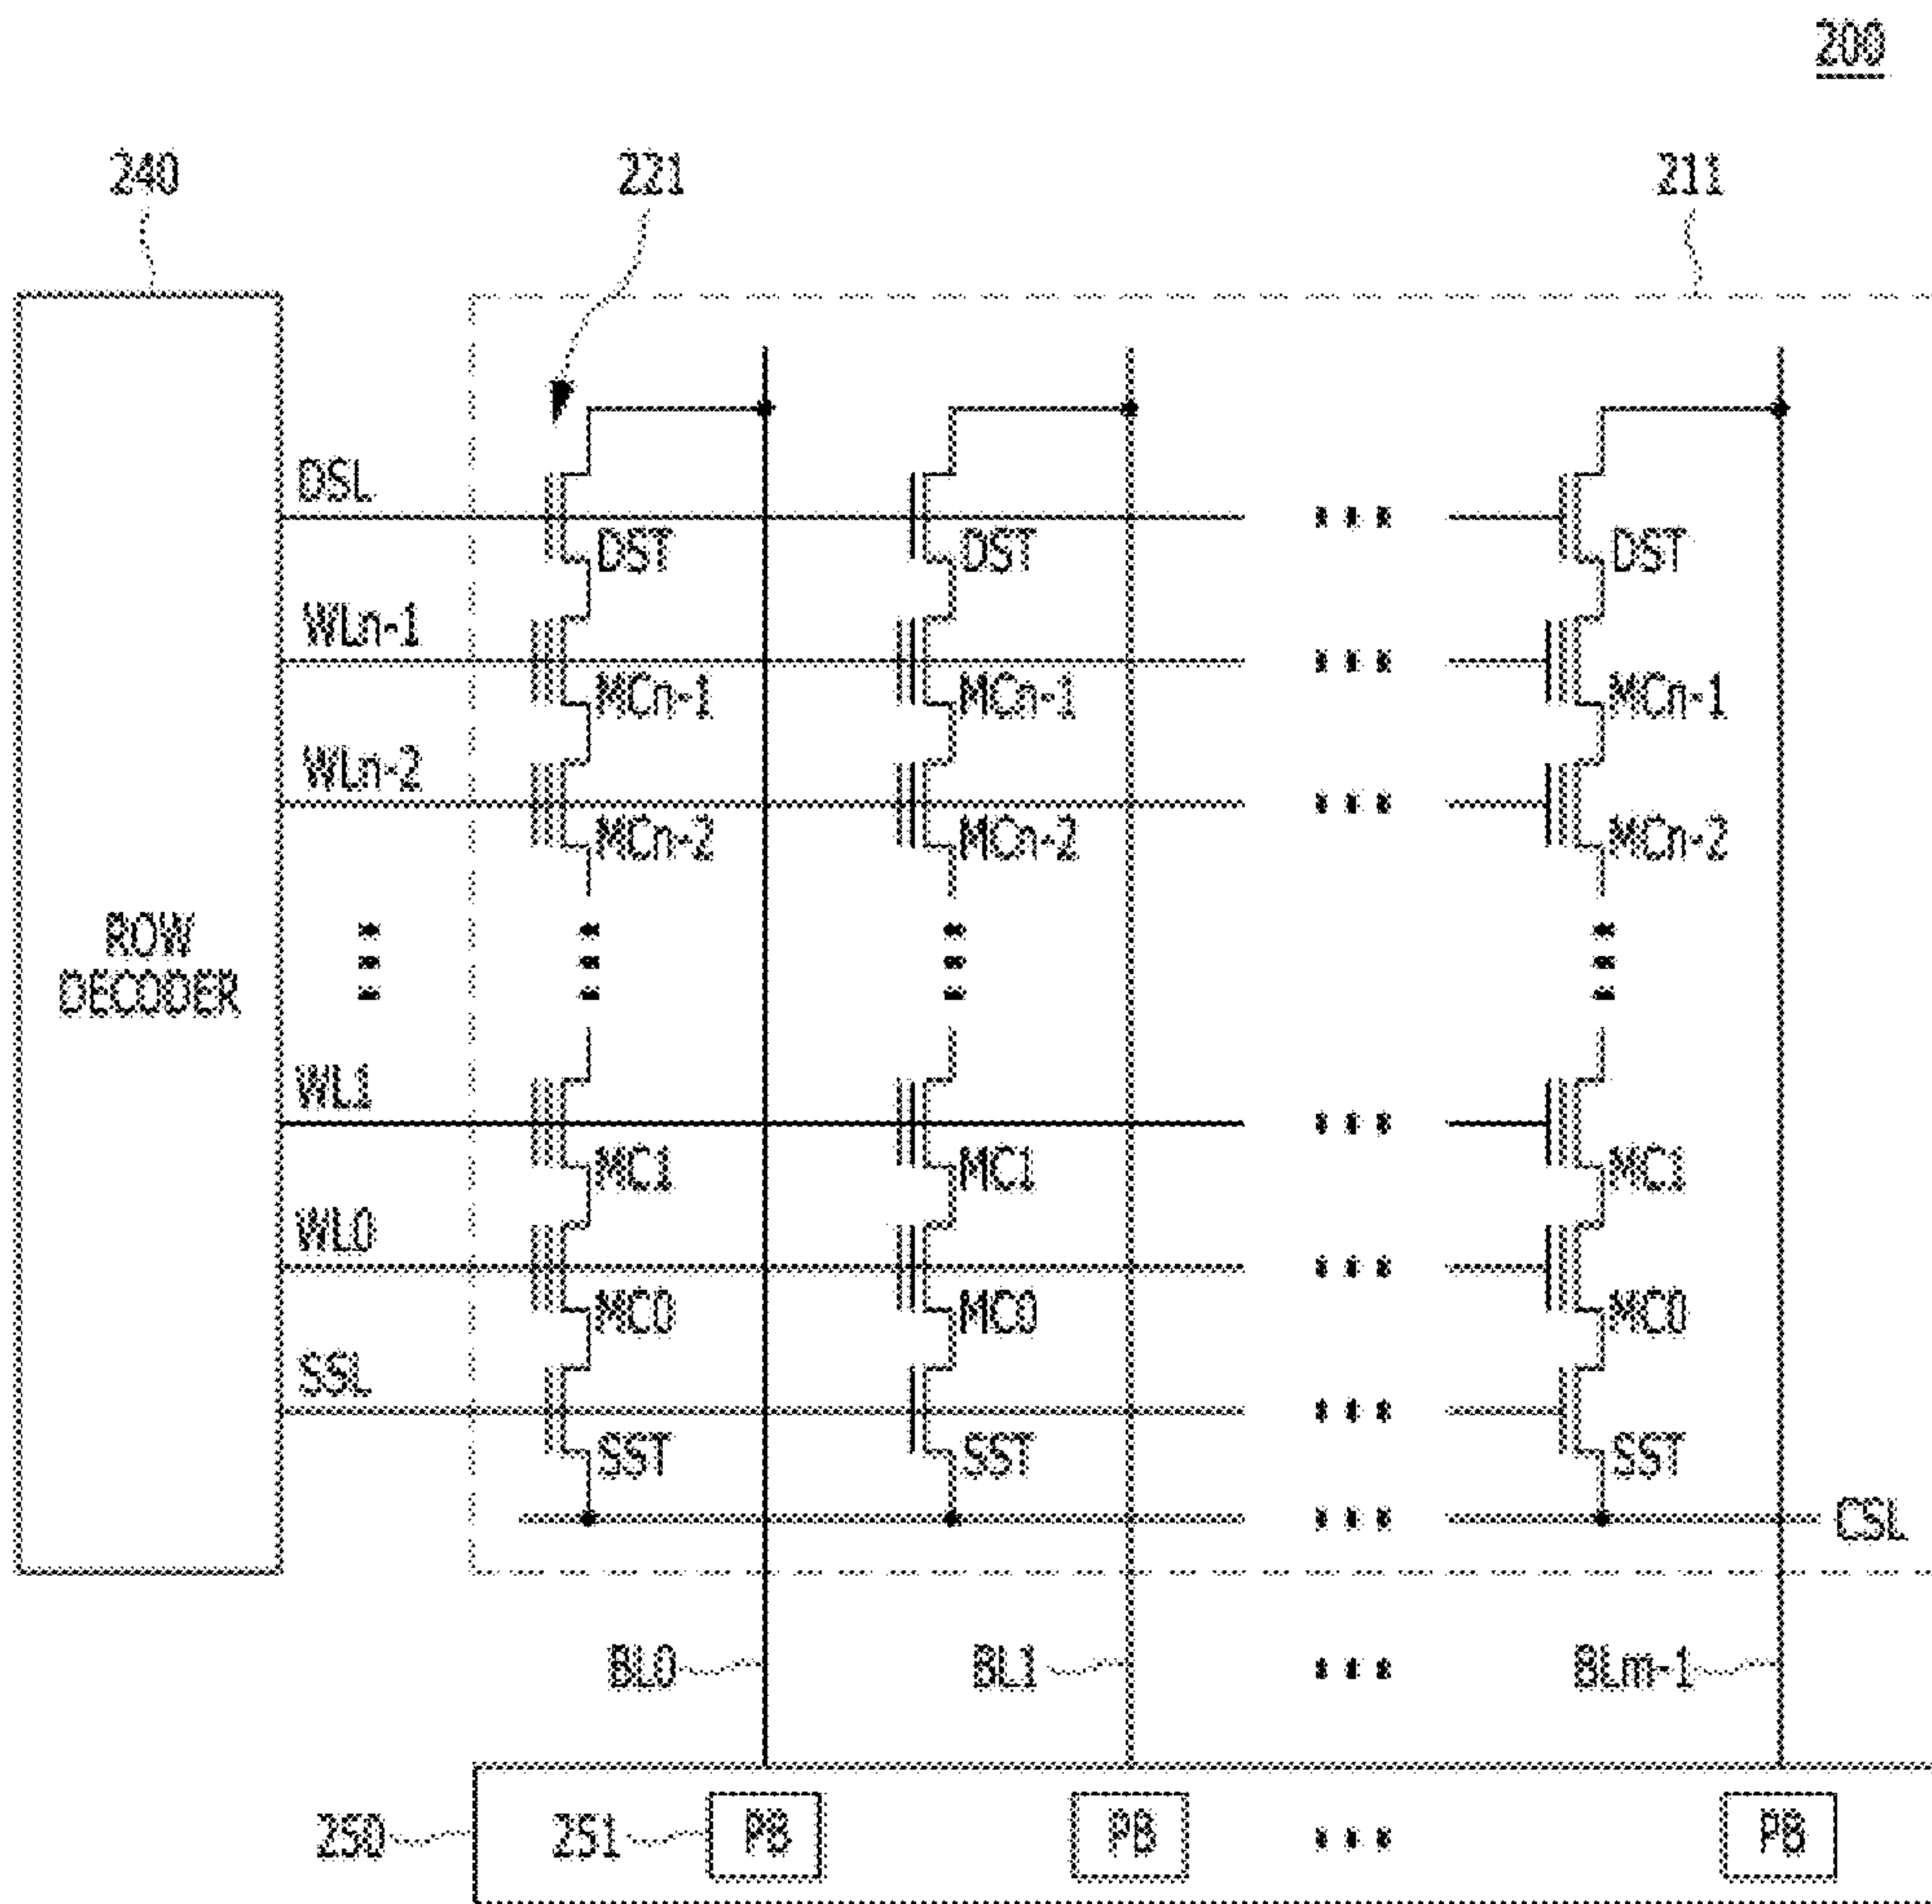 200
240 221 211
DSL
DST DST DST
WLn-1
MCn-1 MCn-1 MCn-1
WLn-2
MCn-2 MCn-2 MCn-2
ROW
DECODER
WL1
MC1 MC1 MC1
WL0
MC0 MC0 MC0
SSL
SST SST SST
CSL
BL0 BL1 BLm-1
250 251 PB PB PB